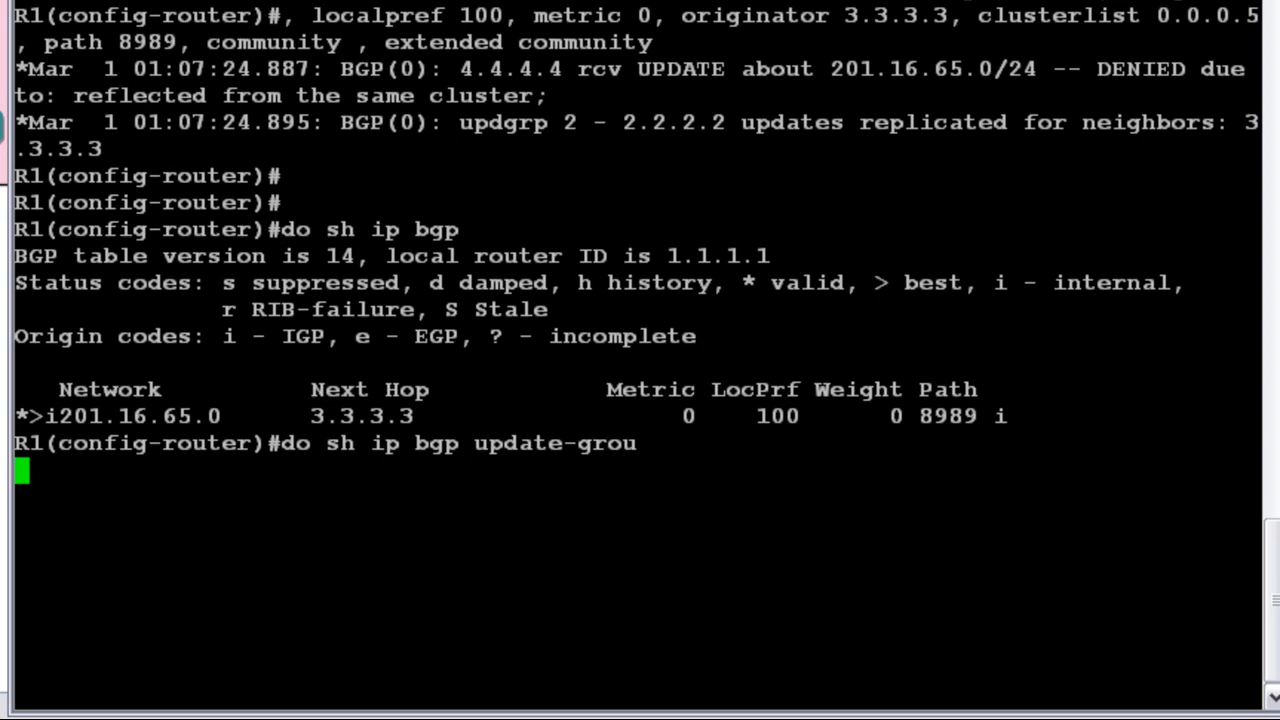 R1(config-router)#, localpref 100, metric 0, originator 3.3.3.3, clusterlist 0.0.0.5
, path 8989, community , extended community
*Mar  1 01:07:24.887: BGP(0): 4.4.4.4 rcv UPDATE about 201.16.65.0/24 -- DENIED due
to: reflected from the same cluster;
*Mar  1 01:07:24.895: BGP(0): updgrp 2 - 2.2.2.2 updates replicated for neighbors: 3
.3.3.3
R1(config-router)#
R1(config-router)#
R1(config-router)#do sh ip bgp
BGP table version is 14, local router ID is 1.1.1.1
Status codes: s suppressed, d damped, h history, * valid, > best, i - internal,
              r RIB-failure, S Stale
Origin codes: i - IGP, e - EGP, ? - incomplete
   Network          Next Hop            Metric LocPrf Weight Path
*>i201.16.65.0      3.3.3.3                  0    100      0 8989 i
R1(config-router)#do sh ip bgp update-grou